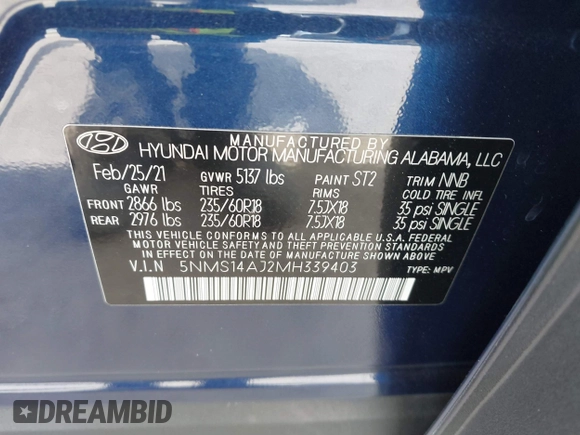 MANUFACTURED BY
HYUNDAI MOTOR MANUFACTURING ALABAMA, LLC
Feb/25/21 GVWR 5137 lbs PAINT ST2 TRIM NNB
GAWR TIRES RIMS COLD TIRE INFL
FRONT 2866 lbs 235/60R18 7.5JX18 35 psi SINGLE
REAR 2976 lbs 235/60R18 7.5JX18 35 psi SINGLE
THIS VEHICLE CONFORMS TO ALL APPLICABLE U.S.A. FEDERAL
MOTOR VEHICLE SAFETY AND THEFT PREVENTION STANDARDS
IN EFFECT ON THE DATE OF MANUFACTURE SHOWN ABOVE.
V.I.N 5NMS14AJ2MH339403 TYPE: MPV
DREAMBID